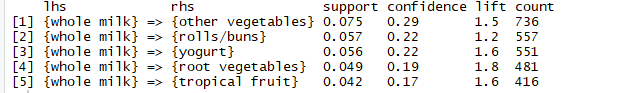 lhs rhs support confidence lift count
[1] {whole milk} => {other vegetables} 0.075 0.29 1.5 736
[2] {whole milk} => {rolls/buns} 0.057 0.22 1.2 557
[3] {whole milk} => {yogurt} 0.056 0.22 1.6 551
[4] {whole milk} => {root vegetables} 0.049 0.19 1.8 481
[5] {whole milk} => {tropical fruit} 0.042 0.17 1.6 416